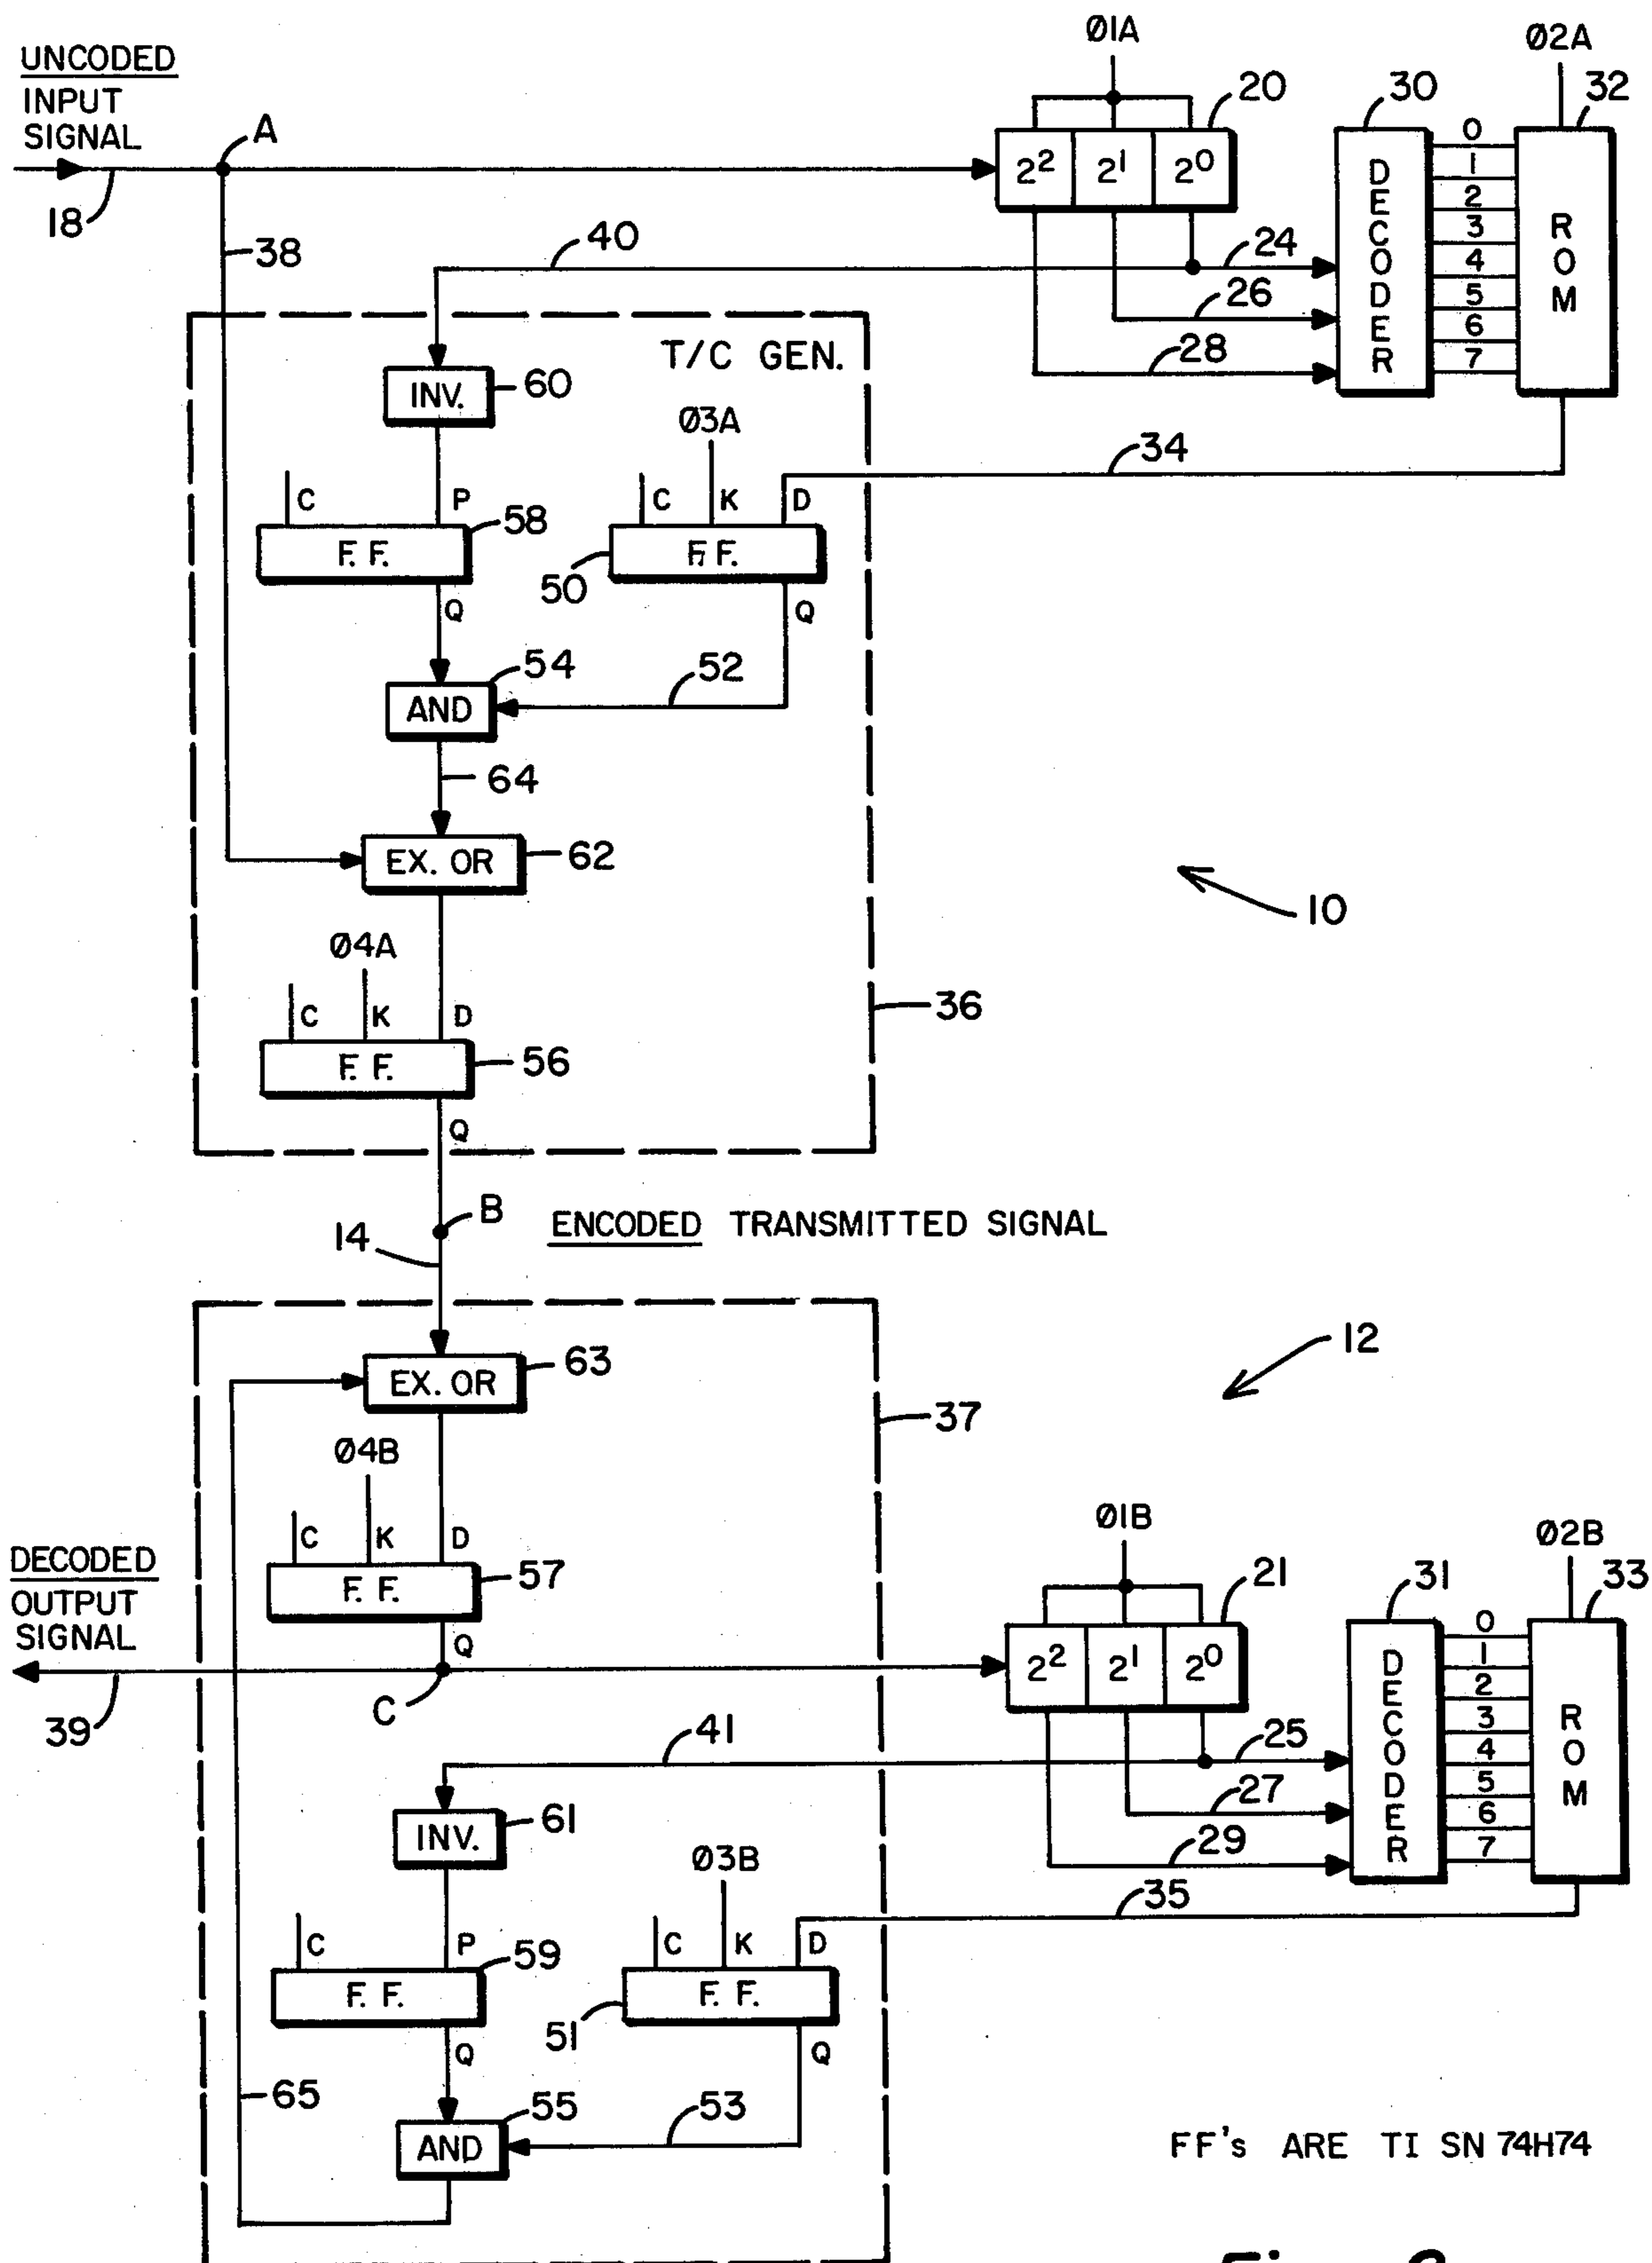 UNCODED
INPUT
SIGNAL
18
A
38
Ø1A
20
2² 2¹ 2⁰
30
DECODER
0
1
2
3
4
5
6
7
Ø2A
32
ROM
40
24
26
28
34
T/C GEN.
INV.
60
Ø3A
C P
F. F.
58
Q
C K D
F. F.
50
Q
AND
54
52
64
EX. OR
62
10
Ø4A
C K D
F. F.
56
36
Q
B
14
ENCODED TRANSMITTED SIGNAL
EX. OR
63
37
12
Ø4B
C K D
F. F.
57
Q
DECODED
OUTPUT
SIGNAL
39
C
Ø1B
21
2² 2¹ 2⁰
31
DECODER
0
1
2
3
4
5
6
7
Ø2B
33
ROM
41
25
27
29
35
INV.
61
Ø3B
C P
F. F.
59
Q
C K D
F. F.
51
Q
65
AND
55
53
FF's ARE TI SN 74H74